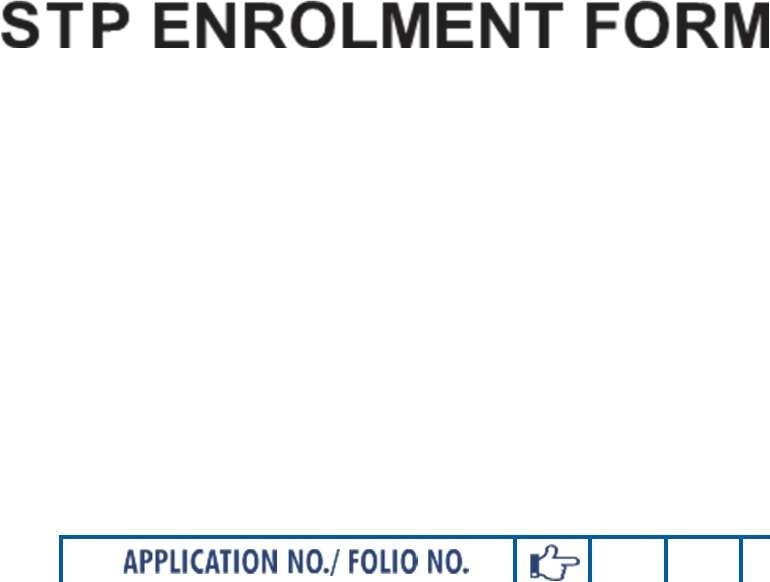 STP ENROLMENT FORM
APPLICATION NO./ FOLIO NO.